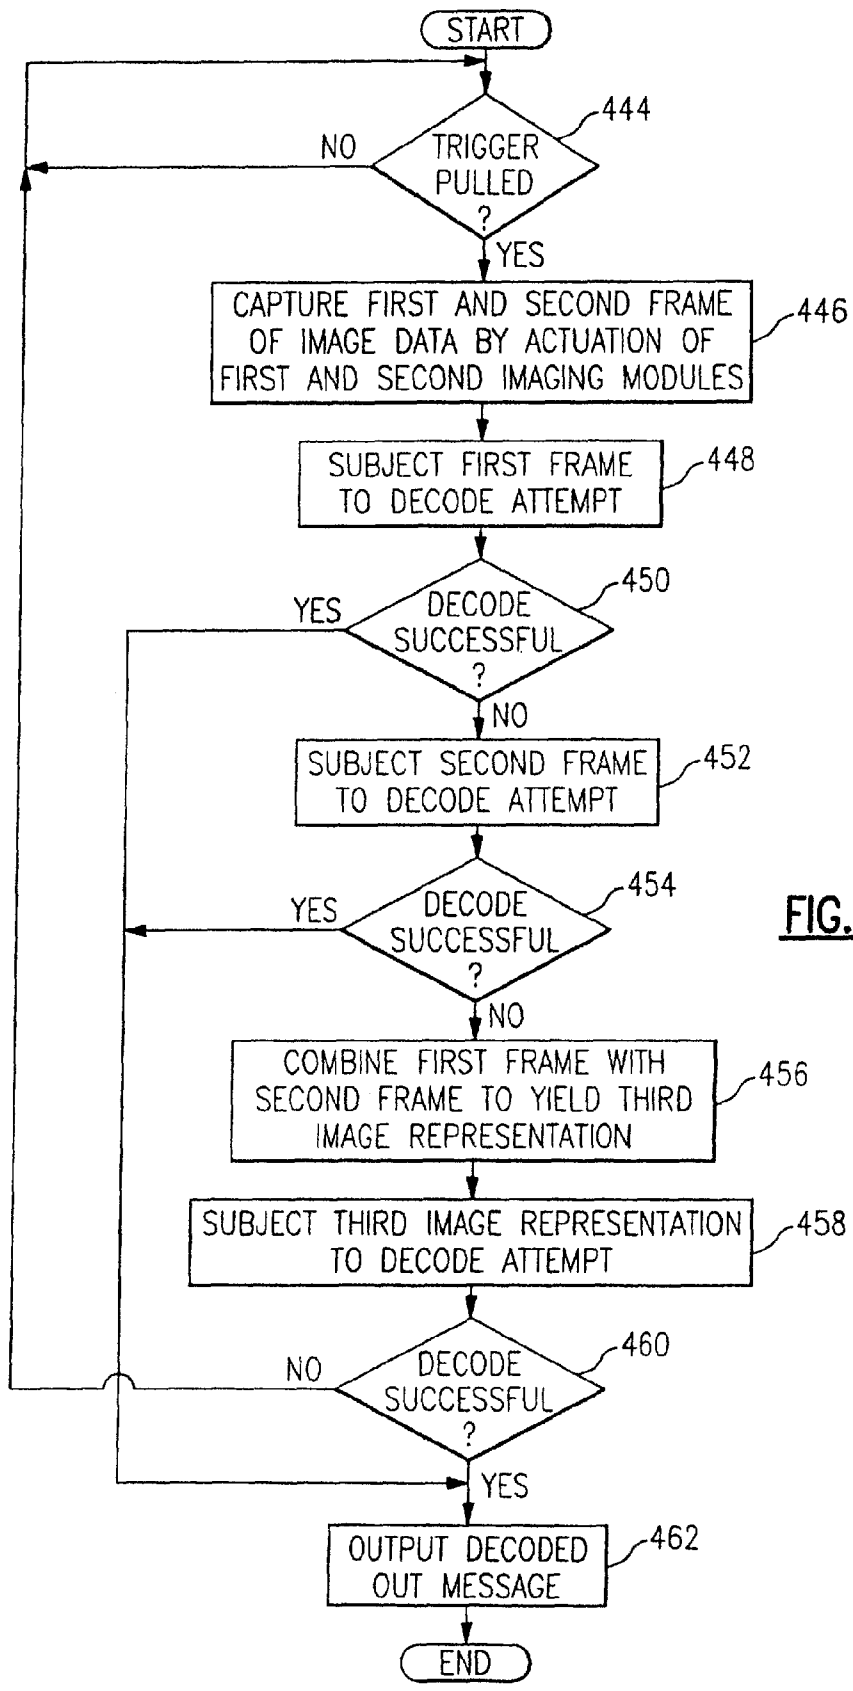 START
444
NO
TRIGGER
PULLED
?
YES
CAPTURE FIRST AND SECOND FRAME
OF IMAGE DATA BY ACTUATION OF
FIRST AND SECOND IMAGING MODULES
446
SUBJECT FIRST FRAME
TO DECODE ATTEMPT
448
450
YES
DECODE
SUCCESSFUL
?
NO
SUBJECT SECOND FRAME
TO DECODE ATTEMPT
452
454
YES
DECODE
SUCCESSFUL
?
FIG.
NO
COMBINE FIRST FRAME WITH
SECOND FRAME TO YIELD THIRD
IMAGE REPRESENTATION
456
SUBJECT THIRD IMAGE REPRESENTATION
TO DECODE ATTEMPT
458
460
NO
DECODE
SUCCESSFUL
?
YES
OUTPUT DECODED
OUT MESSAGE
462
END